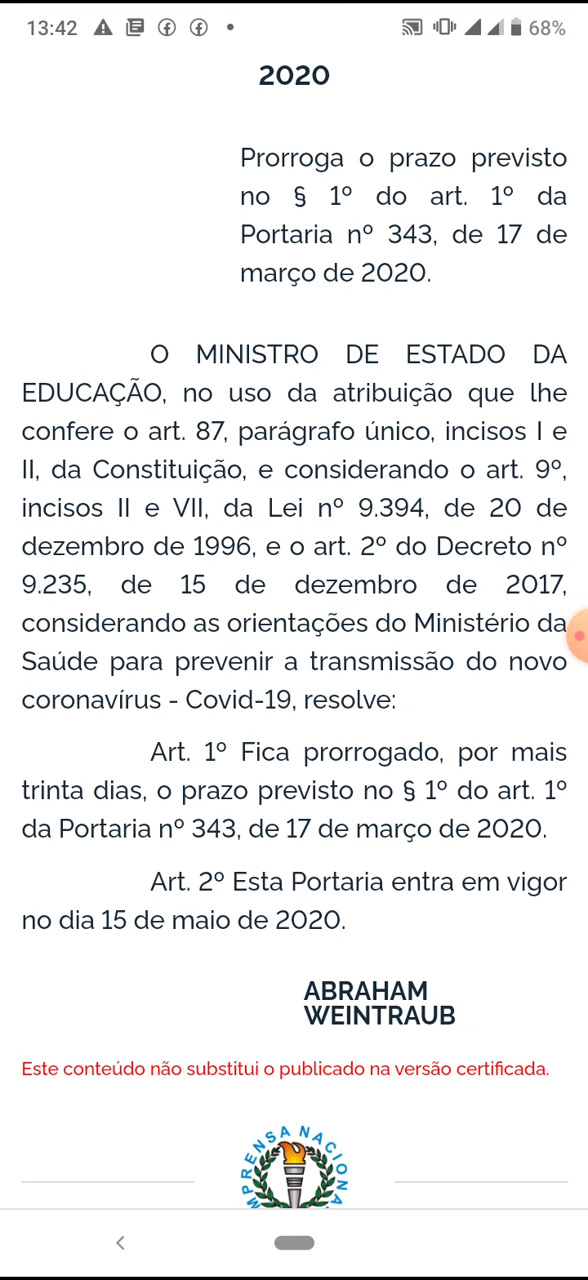 13:42
68%
2020
Prorroga o prazo previsto
no § 1º do art. 1º da
Portaria nº 343, de 17 de
março de 2020.
O MINISTRO DE ESTADO DA
EDUCAÇÃO, no uso da atribuição que lhe
confere o art. 87, parágrafo único, incisos I e
II, da Constituição, e considerando o art. 9º,
incisos II e VII, da Lei nº 9.394, de 20 de
dezembro de 1996, e o art. 2º do Decreto nº
9.235, de 15 de dezembro de 2017,
considerando as orientações do Ministério da
Saúde para prevenir a transmissão do novo
coronavírus - Covid-19, resolve:
Art. 1º Fica prorrogado, por mais
trinta dias, o prazo previsto no § 1º do art. 1º
da Portaria nº 343, de 17 de março de 2020.
Art. 2º Esta Portaria entra em vigor
no dia 15 de maio de 2020.
ABRAHAM
WEINTRAUB
Este conteúdo não substitui o publicado na versão certificada.
MPRENSA NACIONA